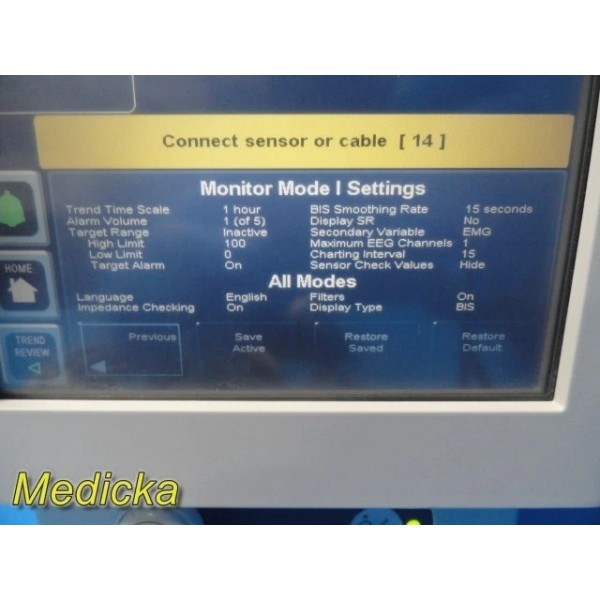 Connect sensor or cable [ 14 ]
Monitor Mode I Settings
Trend Time Scale 1 hour BIS Smoothing Rate 15 seconds
Alarm Volume 1 (of 5) Display SR No
Target Range Inactive Secondary Variable EMG
High Limit 100 Maximum EEG Channels 1
Low Limit 0 Charting Interval 15
Target Alarm On Sensor Check Values Hide
All Modes
Language English Filters On
Impedance Checking On Display Type BIS
HOME
TREND
REVIEW
Previous
Save
Active
Restore
Saved
Restore
Default
Medicka